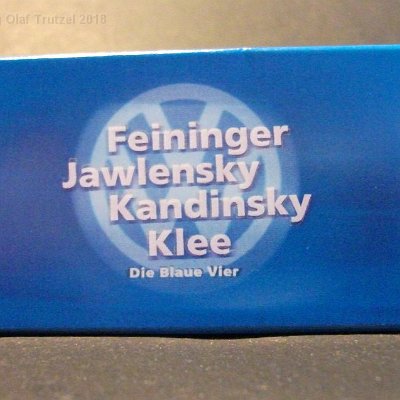 Olaf Trutzel 2018
Feininger
Jawlensky
Kandinsky
Klee
Die Blaue Vier